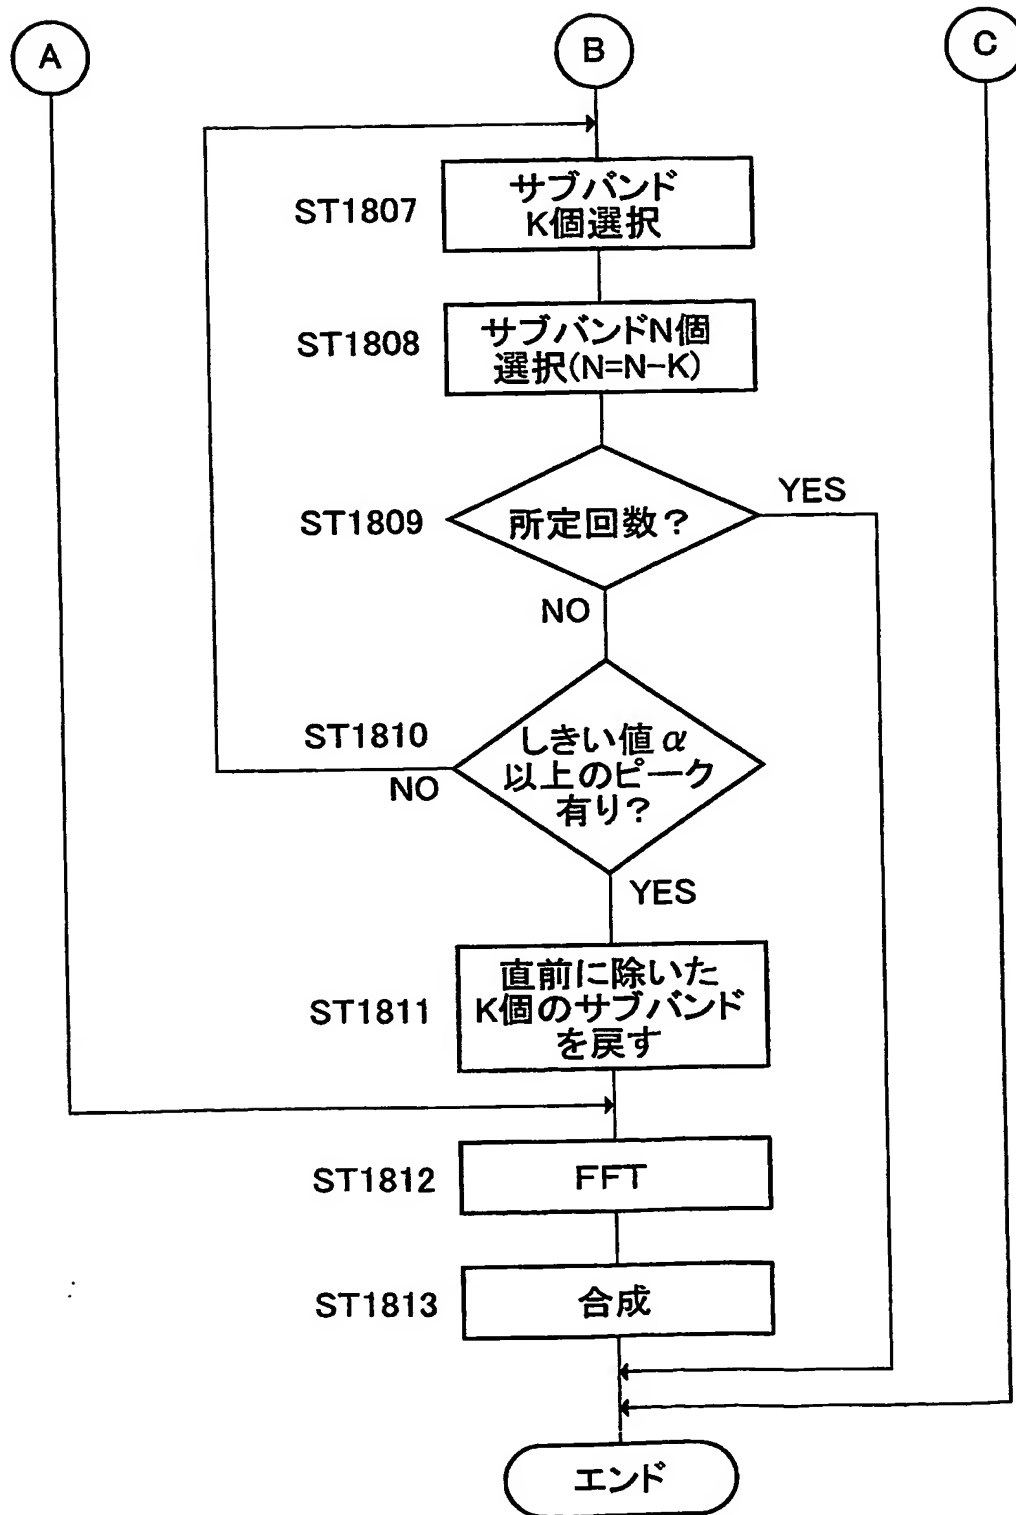 A
B
C
ST1807
サブバンド
K個選択
ST1808
サブバンドN個
選択(N=N-K)
ST1809
所定回数?
YES
NO
ST1810
しきい値α
以上のピーク
有り?
NO
YES
ST1811
直前に除いた
K個のサブバンド
を戻す
ST1812
FFT
ST1813
合成
エンド